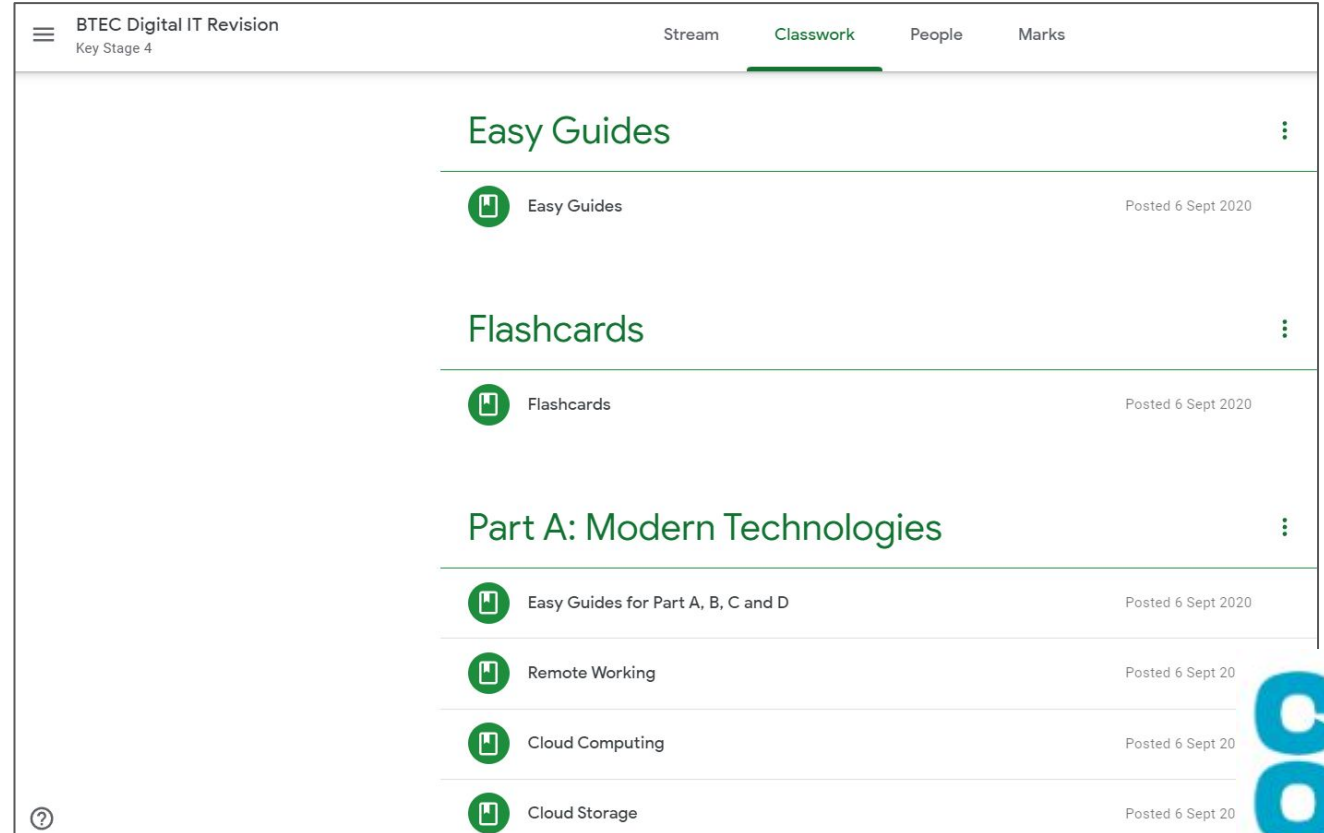 BTEC Digital IT Revision
Key Stage 4
Stream Classwork People Marks
Easy Guides
Easy Guides Posted 6 Sept 2020
Flashcards
Flashcards Posted 6 Sept 2020
Part A: Modern Technologies
Easy Guides for Part A, B, C and D Posted 6 Sept 2020
Remote Working Posted 6 Sept 20
Cloud Computing Posted 6 Sept 20
Cloud Storage Posted 6 Sept 20